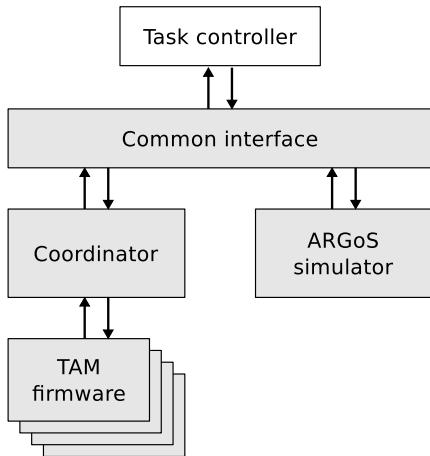 Task controller
Common interface
Coordinator
ARGoS
simulator
TAM
firmware